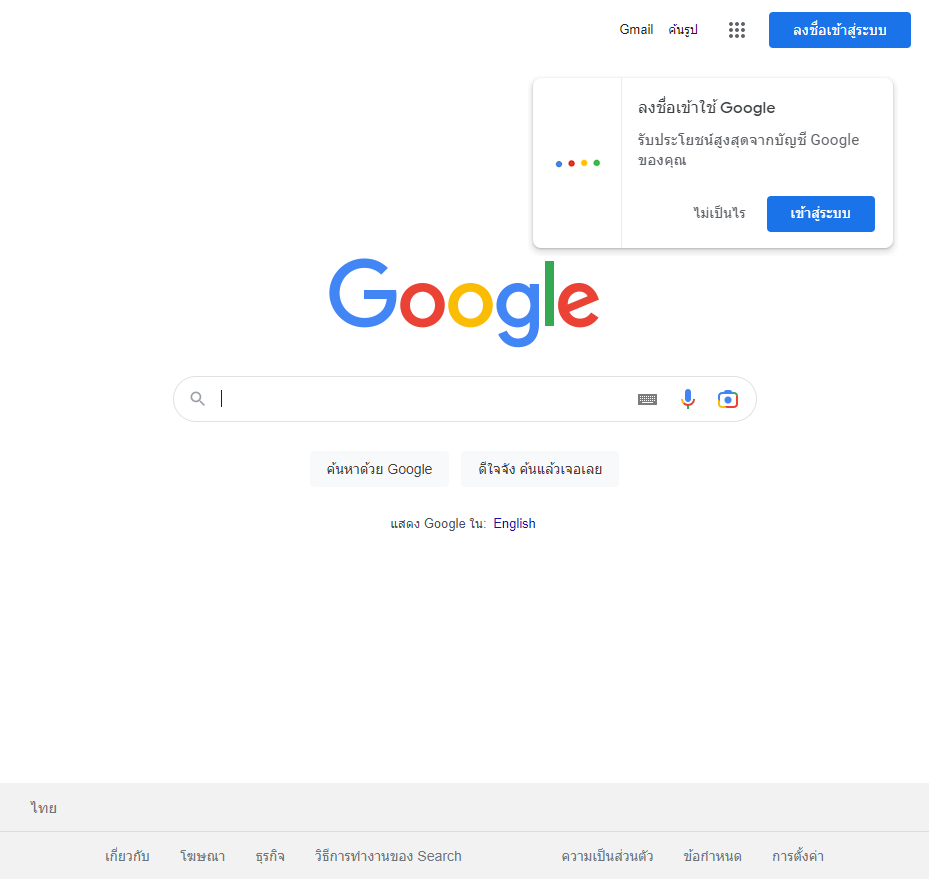 Gmail ค้นรูป ลงชื่อเข้าสู่ระบบ
ลงชื่อเข้าใช้ Google
รับประโยชน์สูงสุดจากบัญชี Google
ของคุณ
ไม่เป็นไร เข้าสู่ระบบ
Google
ค้นหาด้วย Google ดีใจจัง ค้นแล้วเจอเลย
แสดง Google ใน: English
ไทย
เกี่ยวกับ โฆษณา ธุรกิจ วิธีการทำงานของ Search ความเป็นส่วนตัว ข้อกำหนด การตั้งค่า